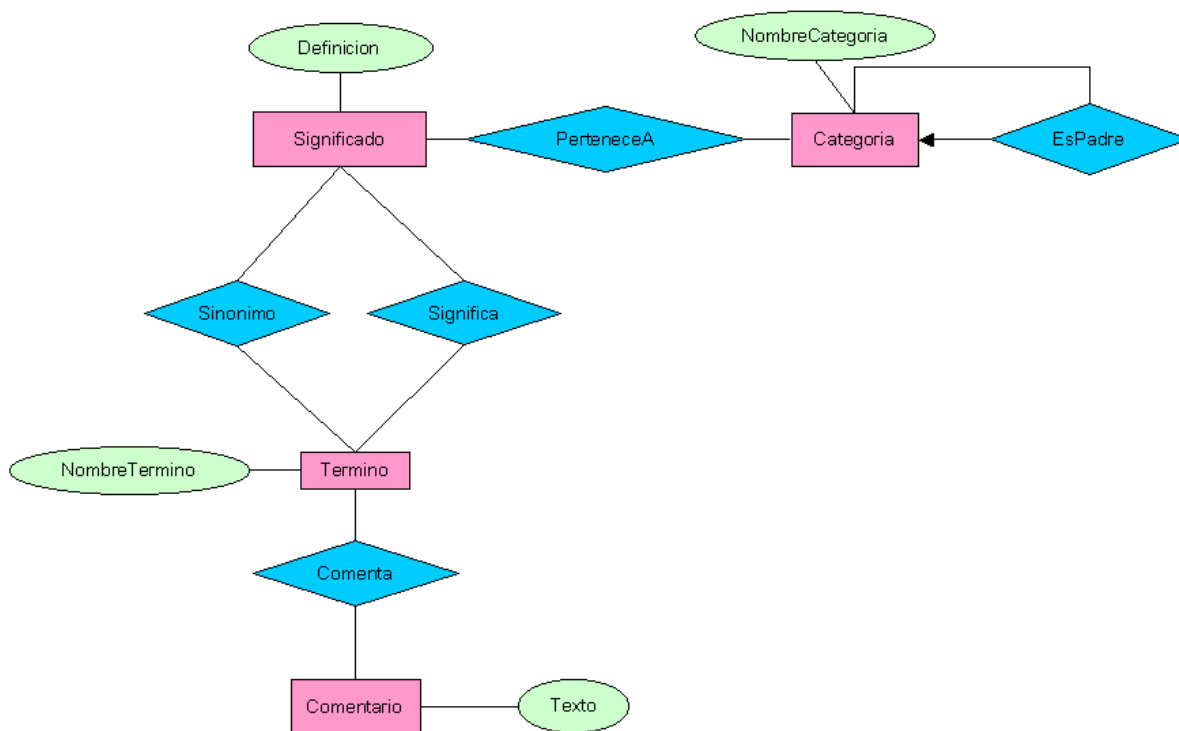 Definicion
NombreCategoria
Significado
PerteneceA
Categoria
EsPadre
Sinonimo
Significa
NombreTermino
Termino
Comenta
Comentario
Texto